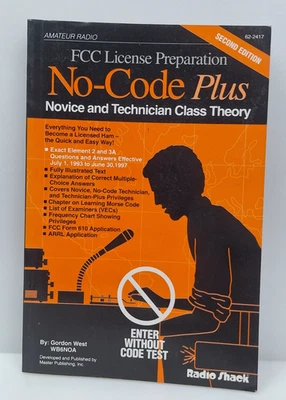 AMATEUR RADIO
62-2417
SECOND EDITION
FCC License Preparation
No-Code Plus
Novice and Technician Class Theory
Everything You Need to
Become a Licensed Ham –
the Quick and Easy Way!
Exact Element 2 and 3A
Questions and Answers Effective
July 1, 1993 to June 30, 1997
Fully Illustrated Text
Explanation of Correct Multiple-
Choice Answers
Covers Novice, No-Code Technician,
and Technician-Plus Privileges
Chapter on Learning Morse Code
List of Examiners (VECs)
Frequency Chart Showing
Privileges
FCC Form 610 Application
ARRL Application
ENTER
WITHOUT
CODE TEST
By: Gordon West
WB6NOA
Developed and Published by
Master Publishing, Inc.
Radio Shack